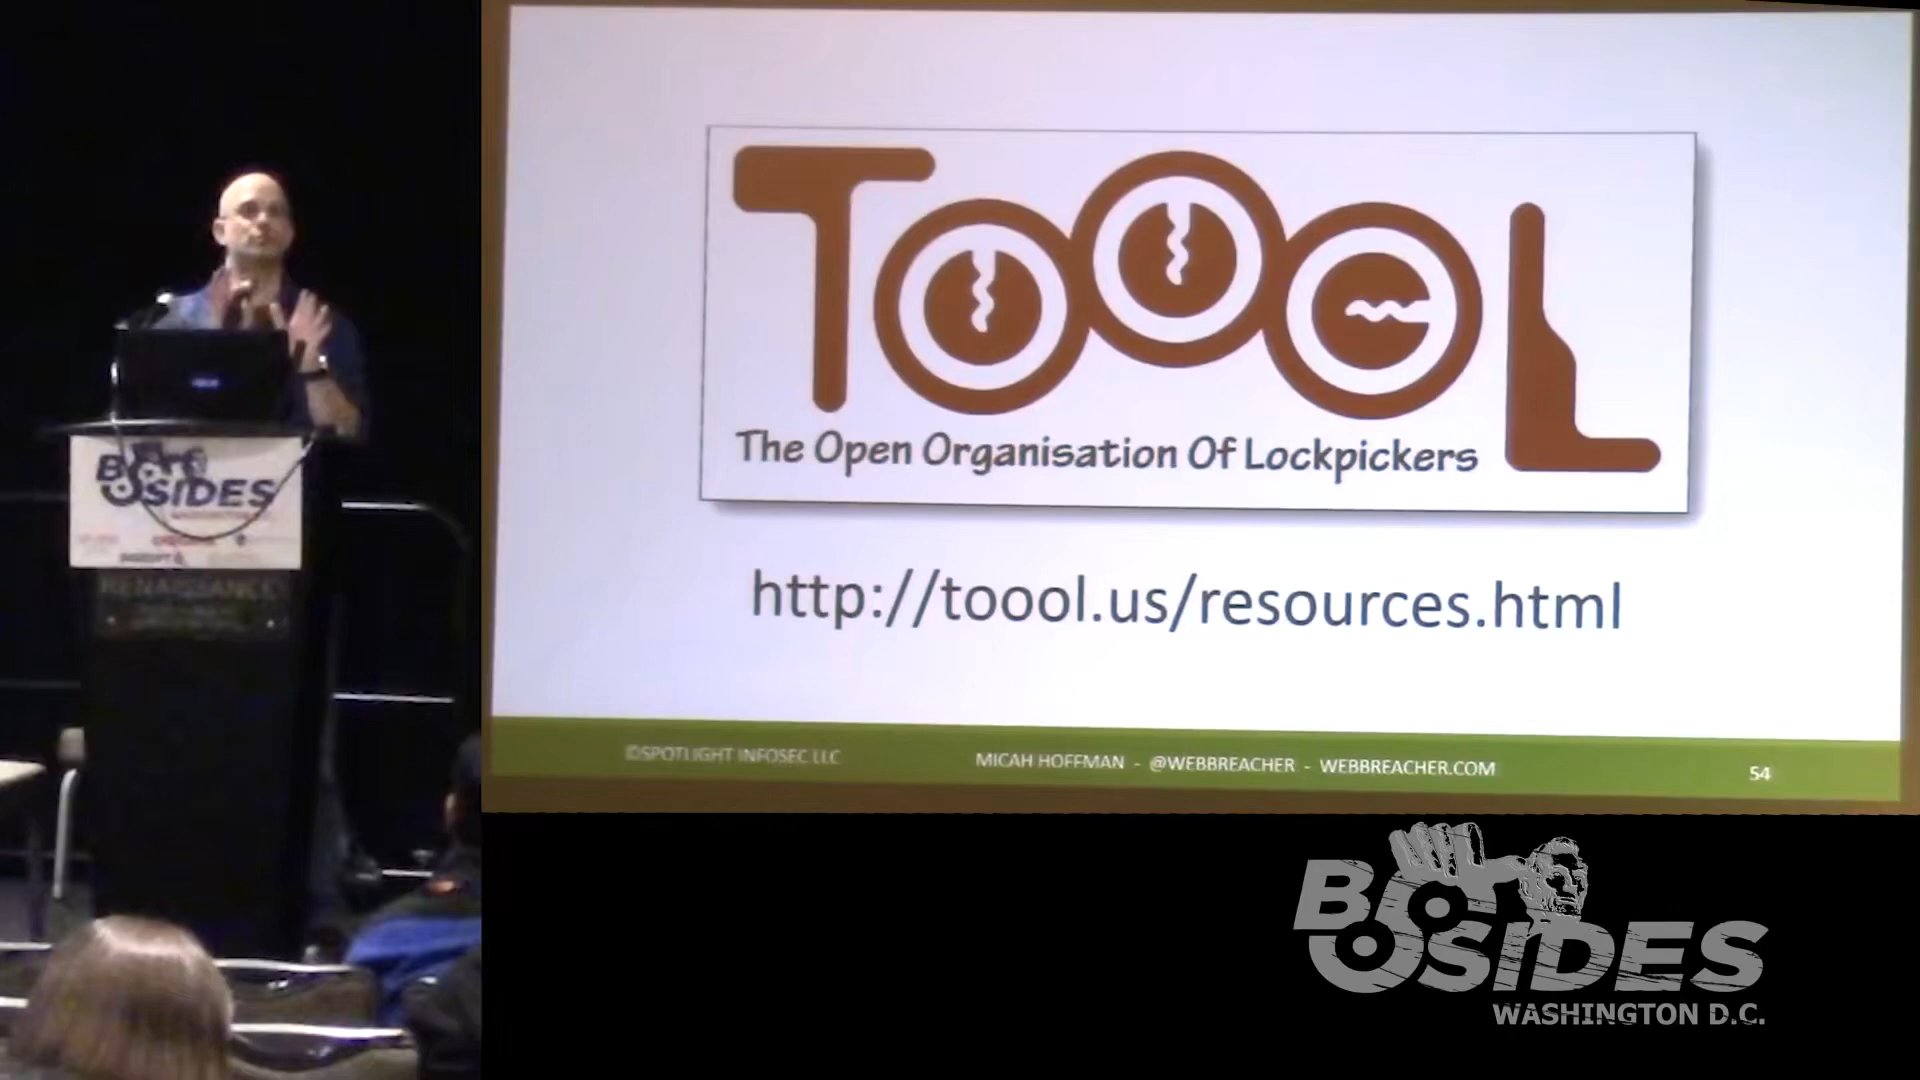 TOOOL
The Open Organisation Of Lockpickers
http://toool.us/resources.html
©SPOTLIGHT INFOSEC LLC
MICAH HOFFMAN - @WEBBREACHER - WEBBREACHER.COM
54
BSIDES
RENAISSANCE
BSIDES
WASHINGTON D.C.